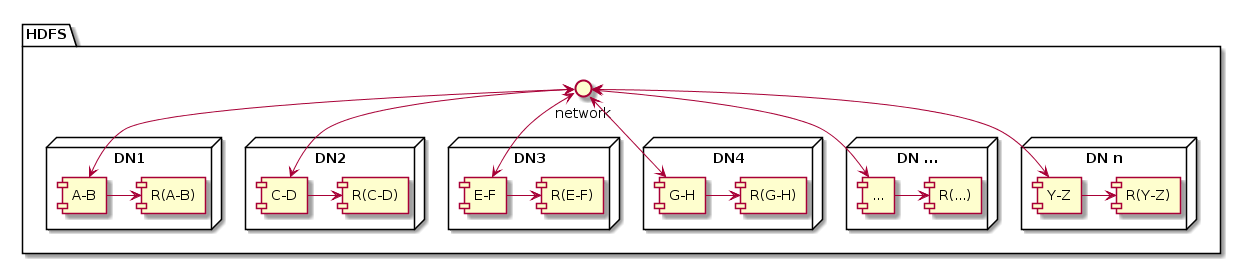 HDFS
network
DN1
DN2
DN3
DN4
DN ...
DN n
A-B
R(A-B)
C-D
R(C-D)
E-F
R(E-F)
G-H
R(G-H)
...
R(...)
Y-Z
R(Y-Z)